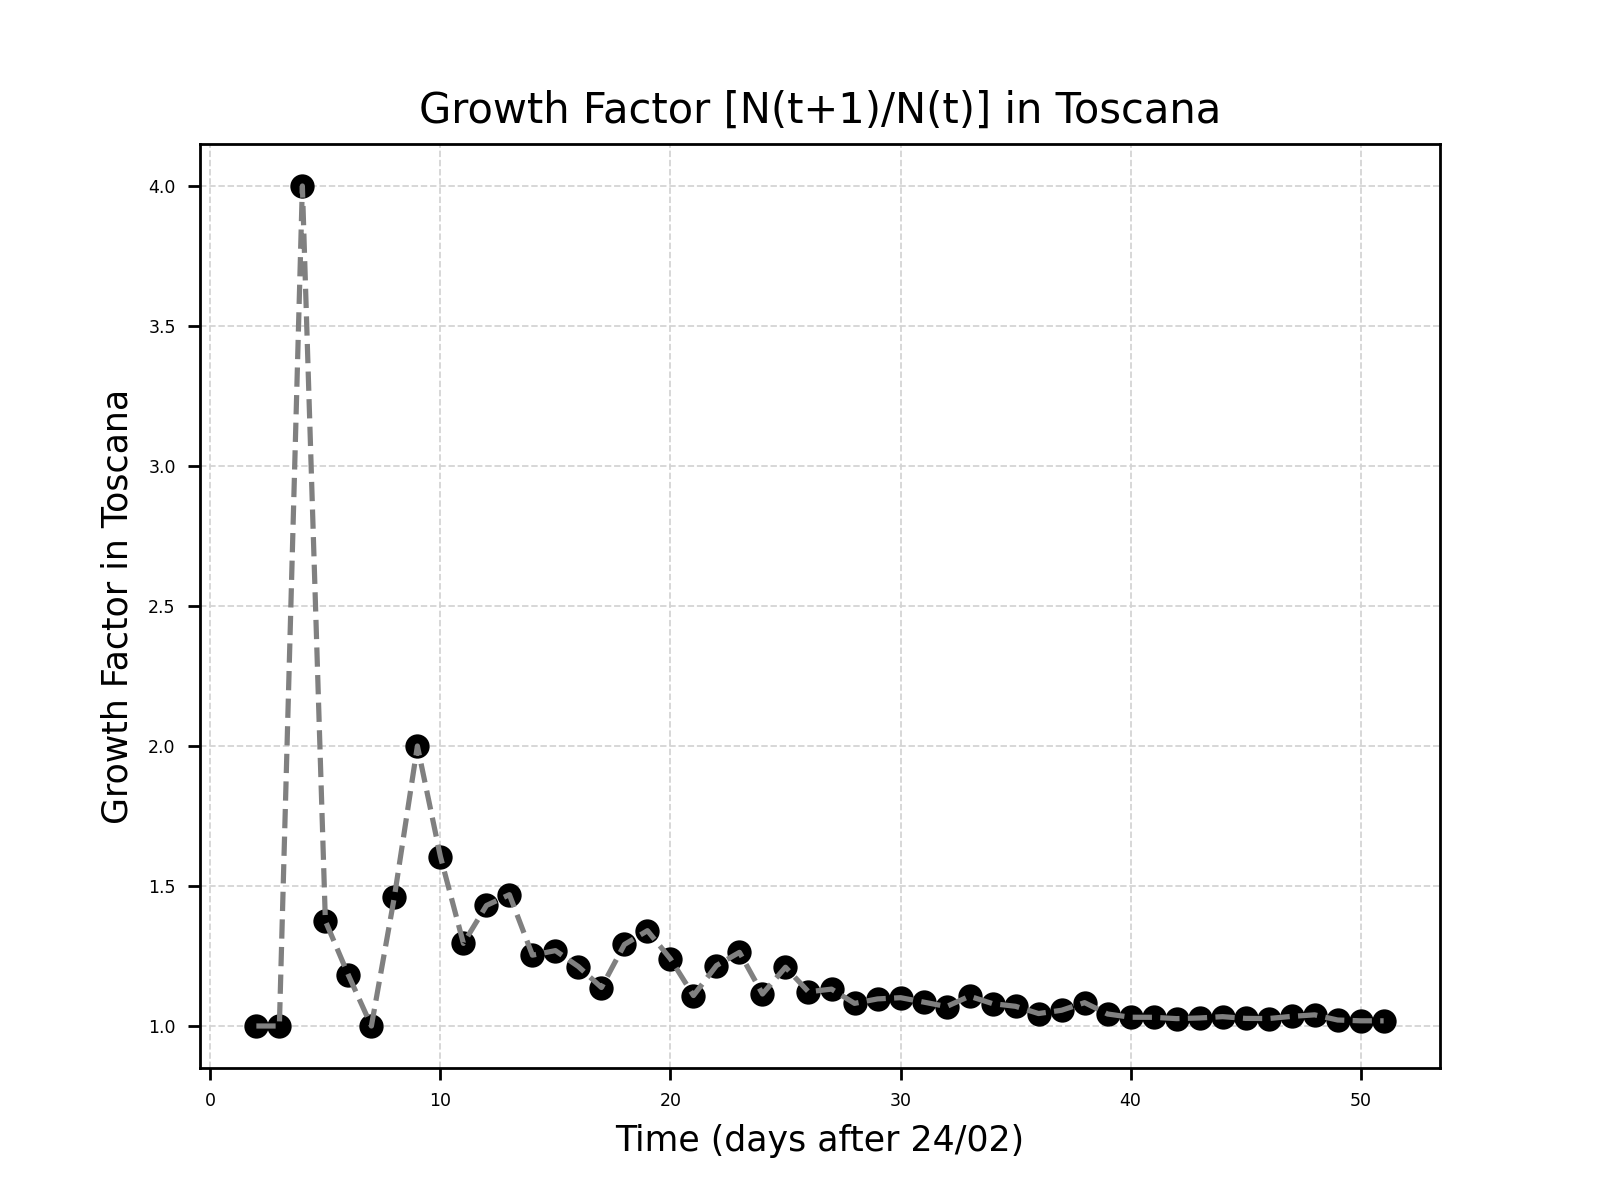 Growth Factor [N(t+1)/N(t)] in Toscana
Growth Factor in Toscana
4.0
3.5
3.0
2.5
2.0
1.5
1.0
0 10 20 30 40 50
Time (days after 24/02)